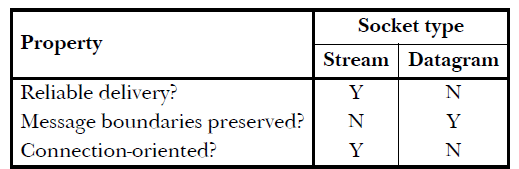 Property Socket type
Stream Datagram
Reliable delivery? Y N
Message boundaries preserved? N Y
Connection-oriented? Y N